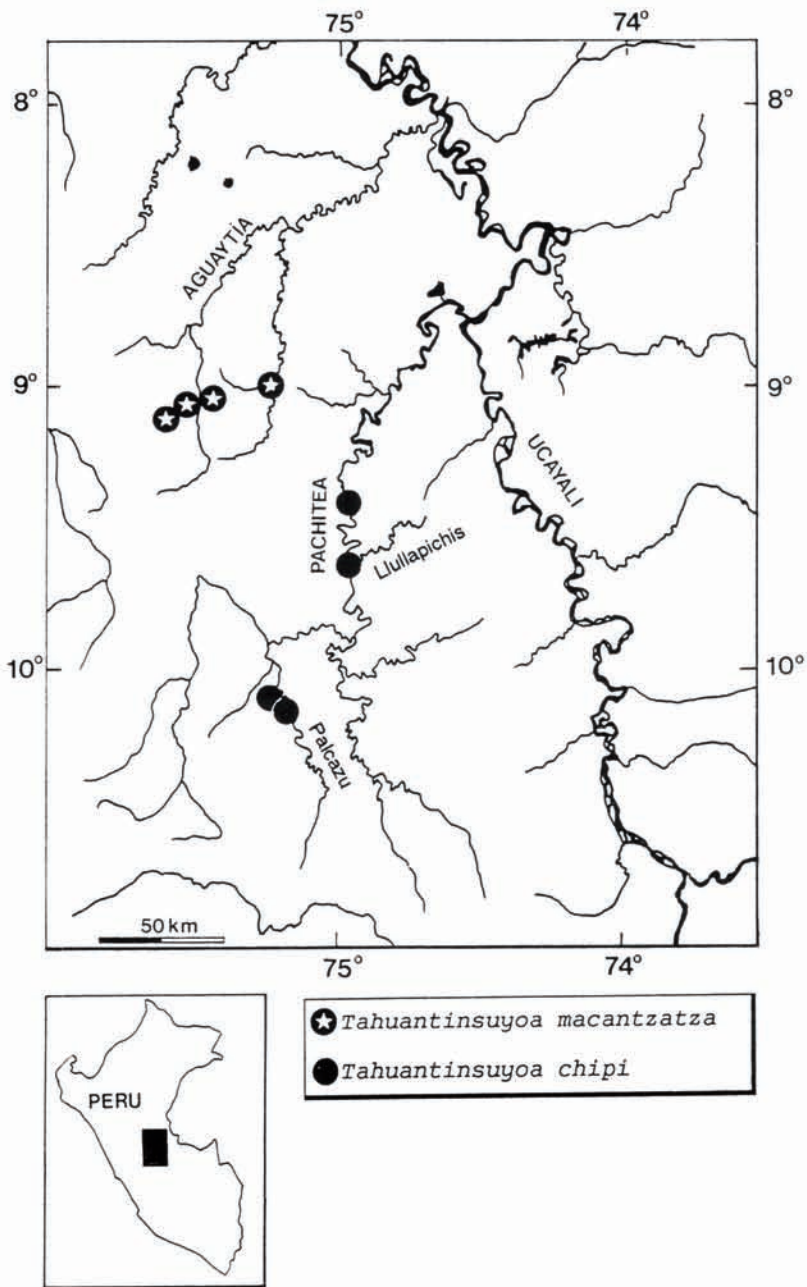 75° 74°
8° 8°
AGUAYTÍA
9° 9°
UCAYALI
PACHITEA
Llullapichis
10° 10°
Palcazu
50 km
75° 74°
Tahuantinsuyoa macantzatza
Tahuantinsuyoa chipi
PERU